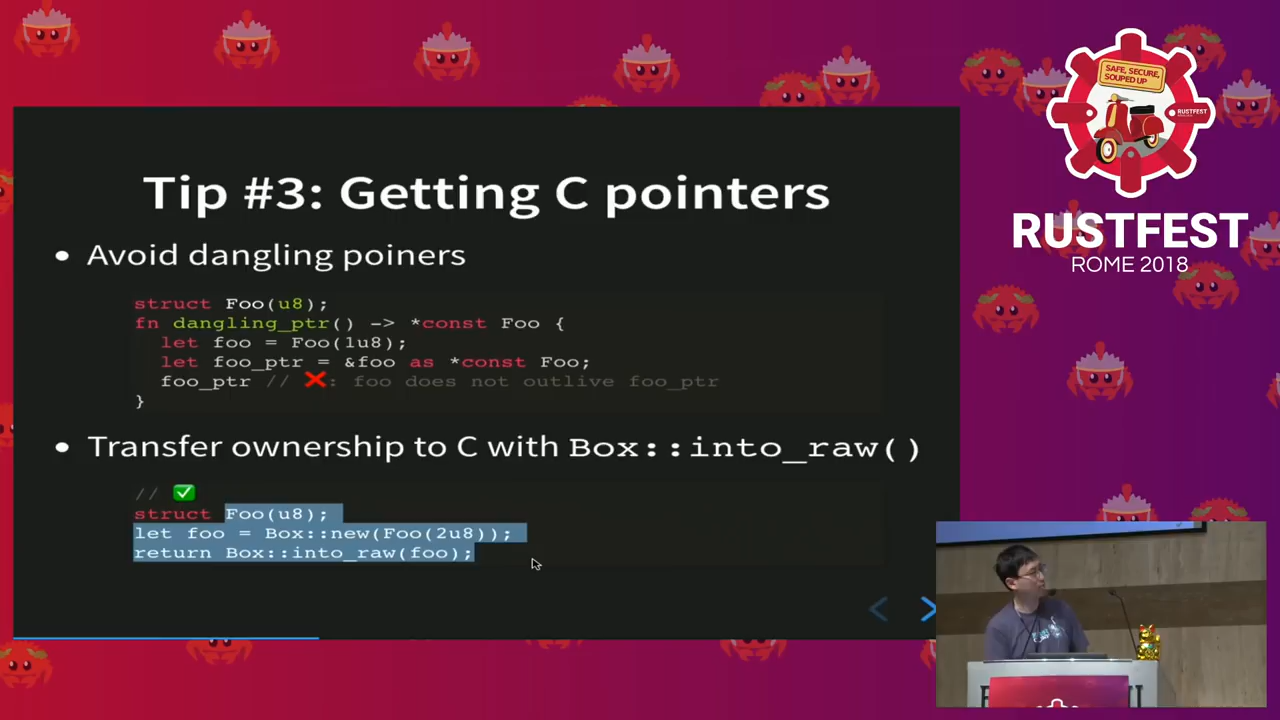 Tip #3: Getting C pointers
• Avoid dangling poiners
struct Foo(u8);
fn dangling_ptr() -> *const Foo {
let foo = Foo(1u8);
let foo_ptr = &foo as *const Foo;
foo_ptr // ❌: foo does not outlive foo_ptr
}
• Transfer ownership to C with Box::into_raw()
// ✅
struct Foo(u8);
let foo = Box::new(Foo(2u8));
return Box::into_raw(foo);
SAFE, SECURE,
SOUPED UP
RUSTFEST
RUSTFEST
ROME 2018